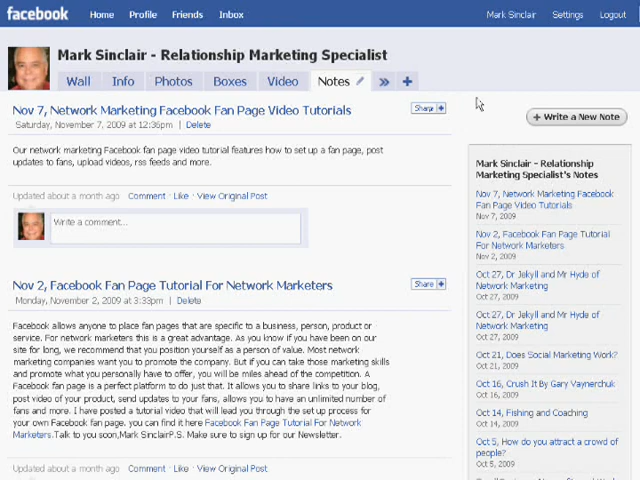 facebook Home Profile Friends Inbox Mark Sinclair Settings Logout
Mark Sinclair - Relationship Marketing Specialist
Wall Info Photos Boxes Video Notes
Nov 7, Network Marketing Facebook Fan Page Video Tutorials
Share
Saturday, November 7, 2009 at 12:36pm | Delete
Our network marketing Facebook fan page video tutorial features how to set up a fan page, post
updates to fans, upload videos, rss feeds and more.
Updated about a month ago Comment · Like · View Original Post
Write a comment...
Nov 2, Facebook Fan Page Tutorial For Network Marketers
Share
Monday, November 2, 2009 at 3:33pm | Delete
Facebook allows anyone to place fan pages that are specific to a business, person, product or
service. For network marketers this is a great advantage. As you know if you have been on our
site for long, we recommend that you position yourself as a person of value. Most network
marketing companies want you to promote the company. But if you can take those marketing skills
and promote what you personally have to offer, you will be miles ahead of the competition. A
Facebook fan page is a perfect platform to do just that. It allows you to share links to your blog,
post video of your product, send updates to your fans, allows you to have an unlimited number of
fans and more. I have posted a tutorial video that will lead you through the set up process for
your own Facebook fan page. you can find it here Facebook Fan Page Tutorial For Network
Marketers.Talk to you soon,Mark SinclairP.S. Make sure to sign up for our Newsletter.
Updated about a month ago Comment · Like · View Original Post
+ Write a New Note
Mark Sinclair - Relationship
Marketing Specialist's Notes
Nov 7, Network Marketing Facebook
Fan Page Video Tutorials
Nov 7, 2009
Nov 2, Facebook Fan Page Tutorial
For Network Marketers
Nov 2, 2009
Oct 27, Dr Jekyll and Mr Hyde of
Network Marketing
Oct 27, 2009
Oct 27, Dr Jekyll and Mr Hyde of
Network Marketing
Oct 27, 2009
Oct 21, Does Social Marketing Work?
Oct 21, 2009
Oct 16, Crush It By Gary Vaynerchuk
Oct 16, 2009
Oct 14, Fishing and Coaching
Oct 14, 2009
Oct 5, How do you attract a crowd of
people?
Oct 5, 2009